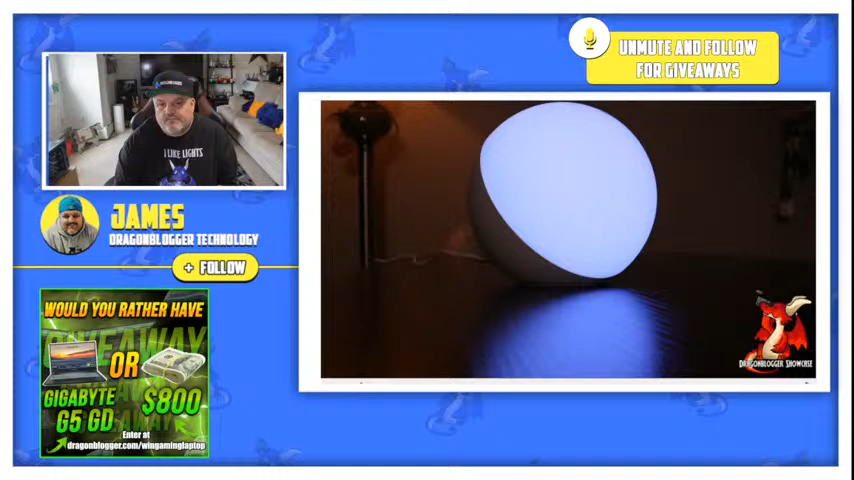 UNMUTE AND FOLLOW
FOR GIVEAWAYS
I LIKE LIGHTS
JAMES
DRAGONBLOGGER TECHNOLOGY
+ FOLLOW
WOULD YOU RATHER HAVE
GIVEAWAY
OR
GIGABYTE
G5 GD
$800
Enter at
dragonblogger.com/wingaminglaptop
DRAGONBLOGGER SHOWCASE